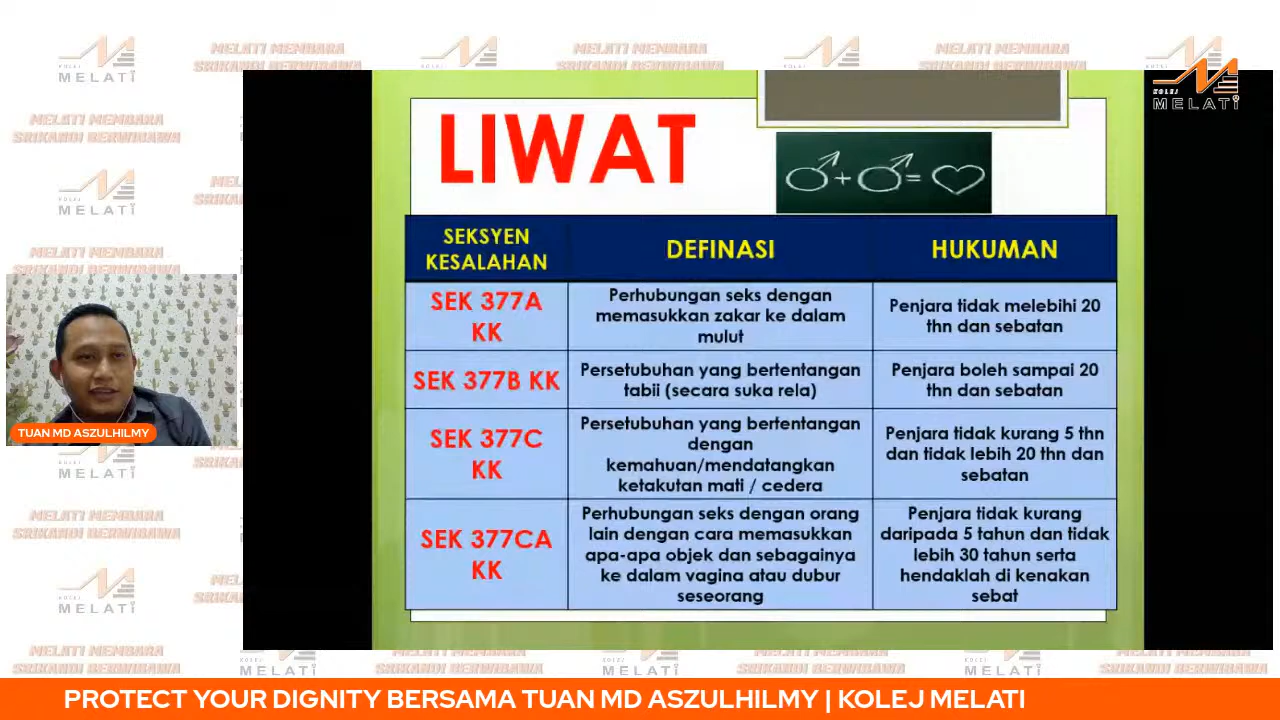 MELATI MEMBARA
SRIKANDI BERWIBAWA
KOLEJ
MELATI
LIWAT
SEKSYEN
KESALAHAN
DEFINASI
HUKUMAN
SEK 377A
KK
Perhubungan seks dengan
memasukkan zakar ke dalam
mulut
Penjara tidak melebihi 20
thn dan sebatan
SEK 377B KK
Persetubuhan yang bertentangan
tabii (secara suka rela)
Penjara boleh sampai 20
thn dan sebatan
SEK 377C
KK
Persetubuhan yang bertentangan
dengan
kemahuan/mendatangkan
ketakutan mati / cedera
Penjara tidak kurang 5 thn
dan tidak lebih 20 thn dan
sebatan
SEK 377CA
KK
Perhubungan seks dengan orang
lain dengan cara memasukkan
apa-apa objek dan sebagainya
ke dalam vagina atau dubur
seseorang
Penjara tidak kurang
daripada 5 tahun dan tidak
lebih 30 tahun serta
hendaklah di kenakan
sebat
TUAN MD ASZULHILMY
PROTECT YOUR DIGNITY BERSAMA TUAN MD ASZULHILMY | KOLEJ MELATI